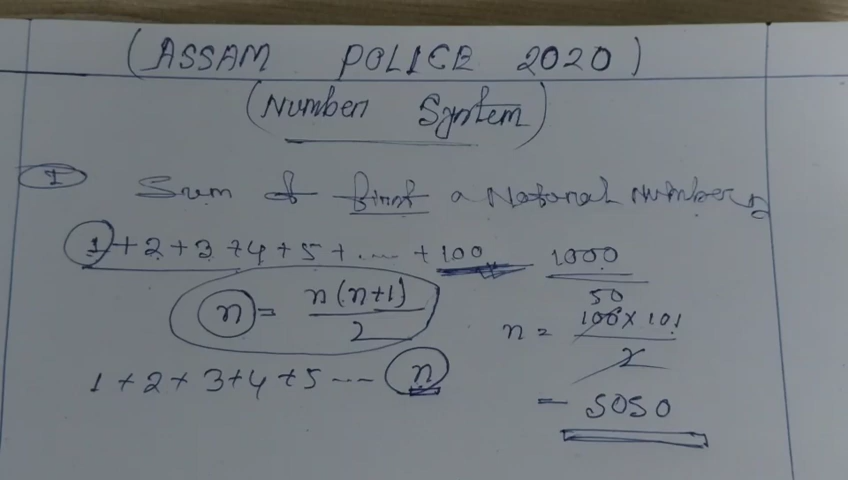 (ASSAM POLICE 2020)
(Number System)
I Sum of first n Natural Numbers
1+2+3+4+5+.....+100 1000
n = n(n+1)/2
50
n = 100 x 101 / 2
1+2+3+4+5 --- n
= 5050